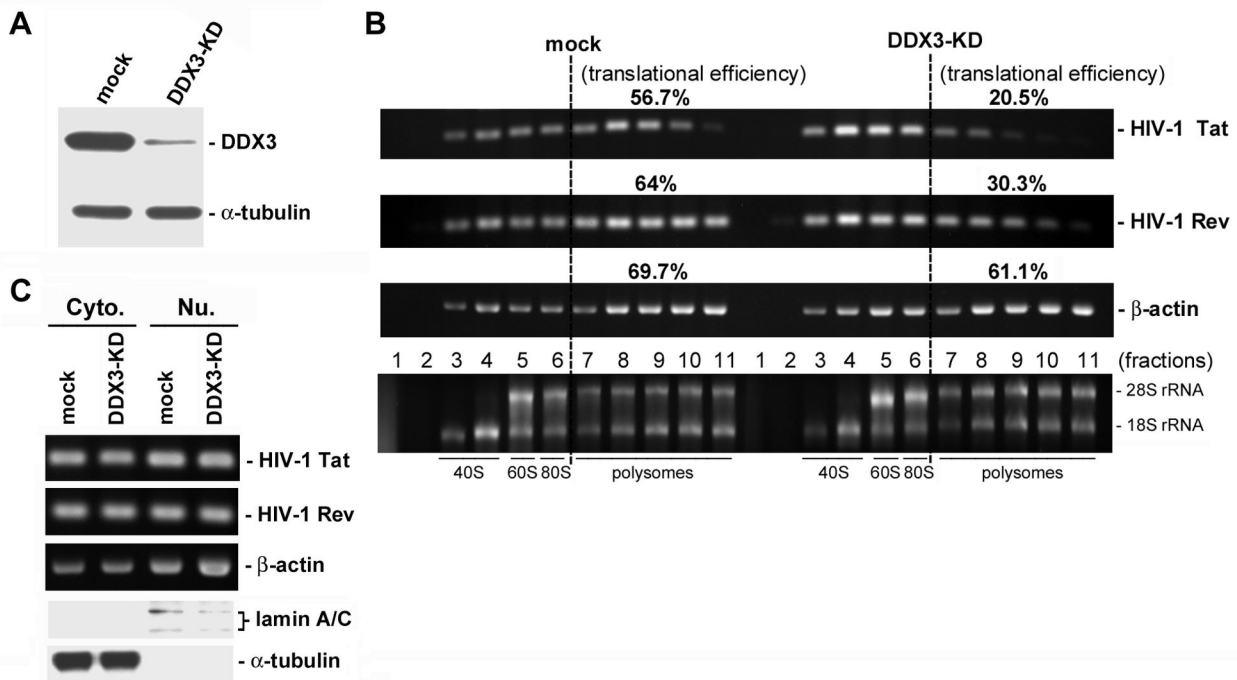 A
mock
DDX3-KD
- DDX3
- α-tubulin
B
mock
DDX3-KD
(translational efficiency)
(translational efficiency)
56.7%
20.5%
- HIV-1 Tat
64%
30.3%
- HIV-1 Rev
69.7%
61.1%
- β-actin
1 2 3 4 5 6 7 8 9 10 11 1 2 3 4 5 6 7 8 9 10 11 (fractions)
- 28S rRNA
- 18S rRNA
40S 60S 80S polysomes 40S 60S 80S polysomes
C
Cyto. Nu.
mock
DDX3-KD
mock
DDX3-KD
- HIV-1 Tat
- HIV-1 Rev
- β-actin
- lamin A/C
- α-tubulin